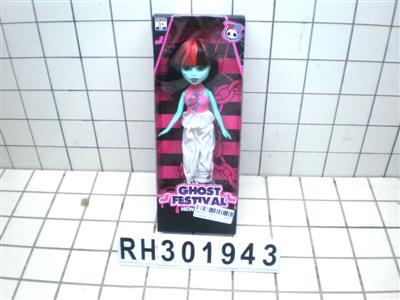 GHOST
FESTIVAL
NEW
RH301943